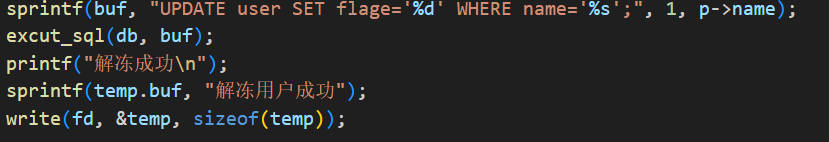 sprintf(buf, "UPDATE user SET flage='%d' WHERE name='%s';", 1, p->name);
excut_sql(db, buf);
printf("解冻成功\n");
sprintf(temp.buf, "解冻用户成功");
write(fd, &temp, sizeof(temp));